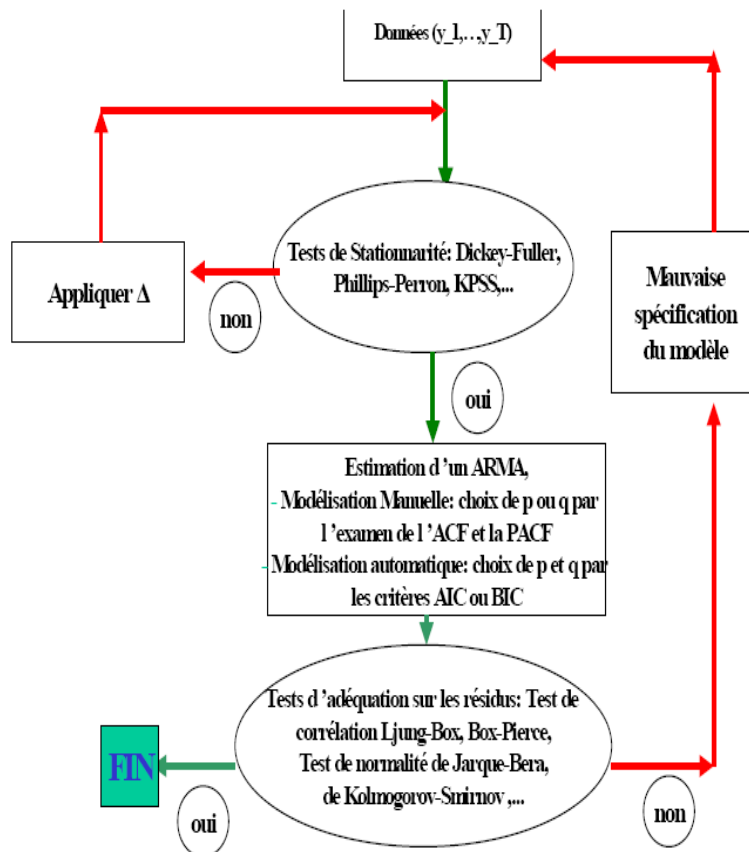 Données (y_1,…,y_T)
Tests de Stationnarité: Dickey-Fuller,
Phillips-Perron, KPSS,...
Appliquer Δ
non
Mauvaise
spécification
du modèle
oui
Estimation d ’un ARMA,
- Modélisation Manuelle: choix de p ou q par
l ’examen de l ’ACF et la PACF
- Modélisation automatique: choix de p et q par
les critères AIC ou BIC
Tests d ’adéquation sur les résidus: Test de
corrélation Ljung-Box, Box-Pierce,
Test de normalité de Jarque-Bera,
de Kolmogorov-Smirnov ,...
FIN
oui
non